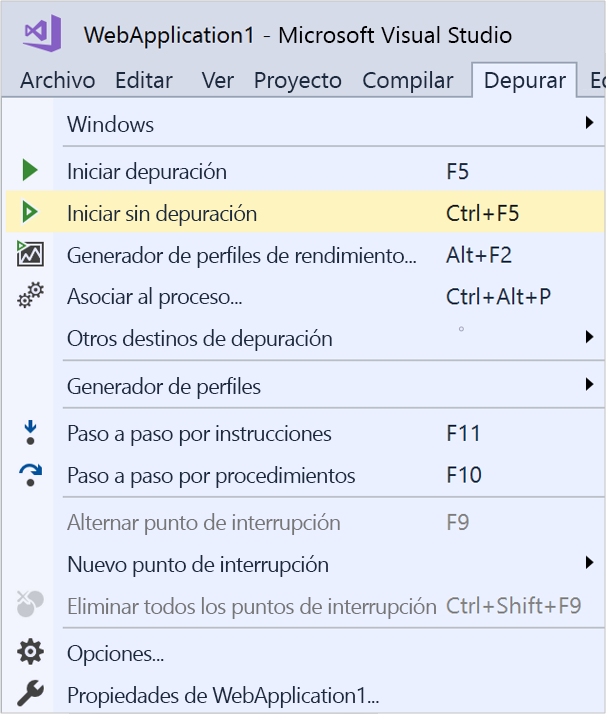 WebApplication1 - Microsoft Visual Studio
Archivo Editar Ver Proyecto Compilar Depurar
Windows
Iniciar depuración F5
Iniciar sin depuración Ctrl+F5
Generador de perfiles de rendimiento... Alt+F2
Asociar al proceso... Ctrl+Alt+P
Otros destinos de depuración
Generador de perfiles
Paso a paso por instrucciones F11
Paso a paso por procedimientos F10
Alternar punto de interrupción F9
Nuevo punto de interrupción
Eliminar todos los puntos de interrupción Ctrl+Shift+F9
Opciones...
Propiedades de WebApplication1...